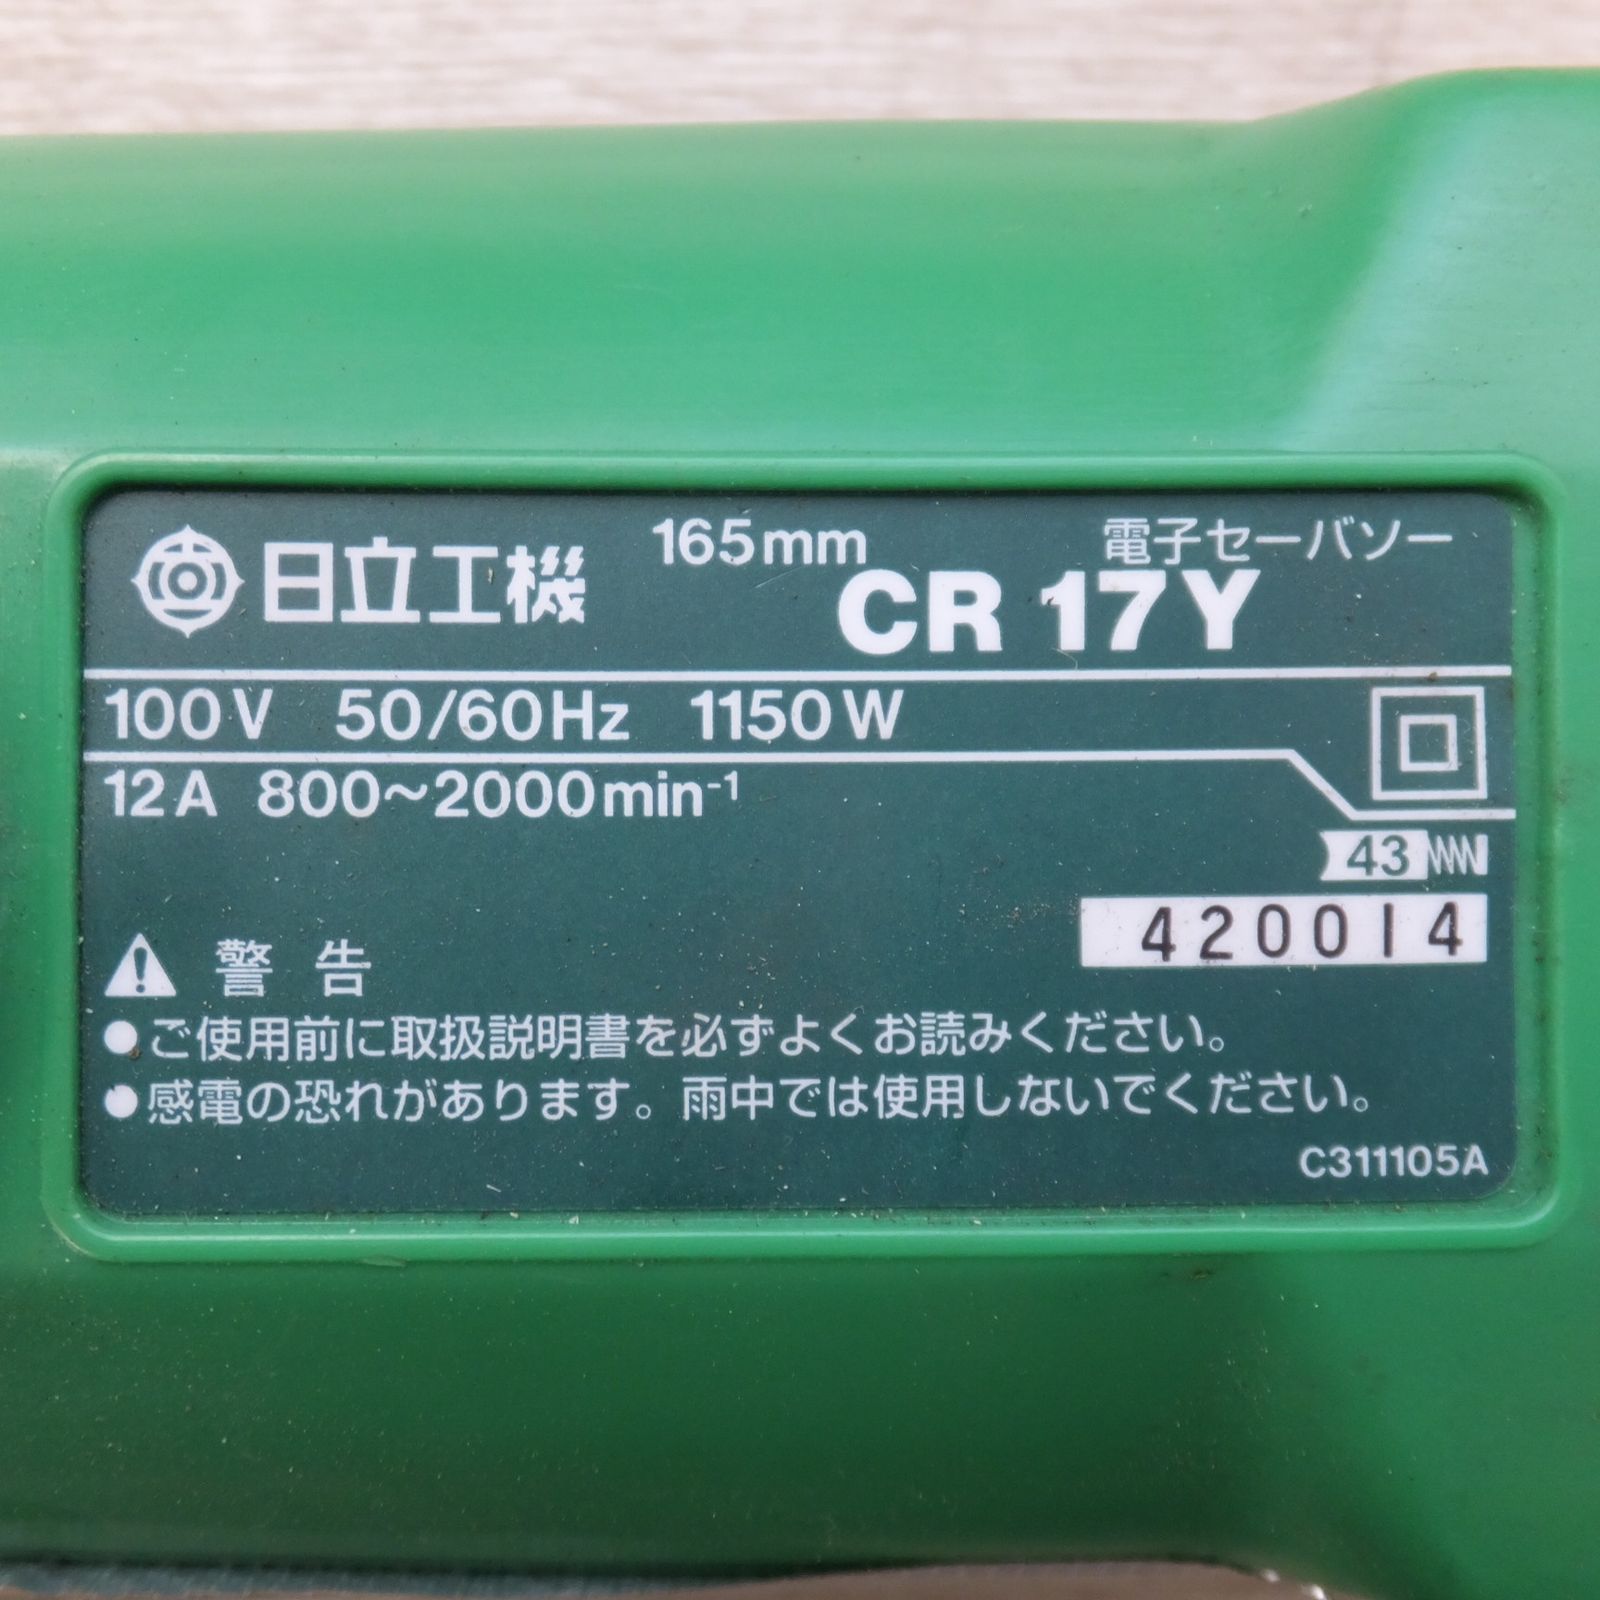 日立工機 165mm 電子セーバソー
CR 17Y
100V 50/60Hz 1150W
12A 800～2000min-1
43
420014
警告
●ご使用前に取扱説明書を必ずよくお読みください。
●感電の恐れがあります。雨中では使用しないでください。
C311105A